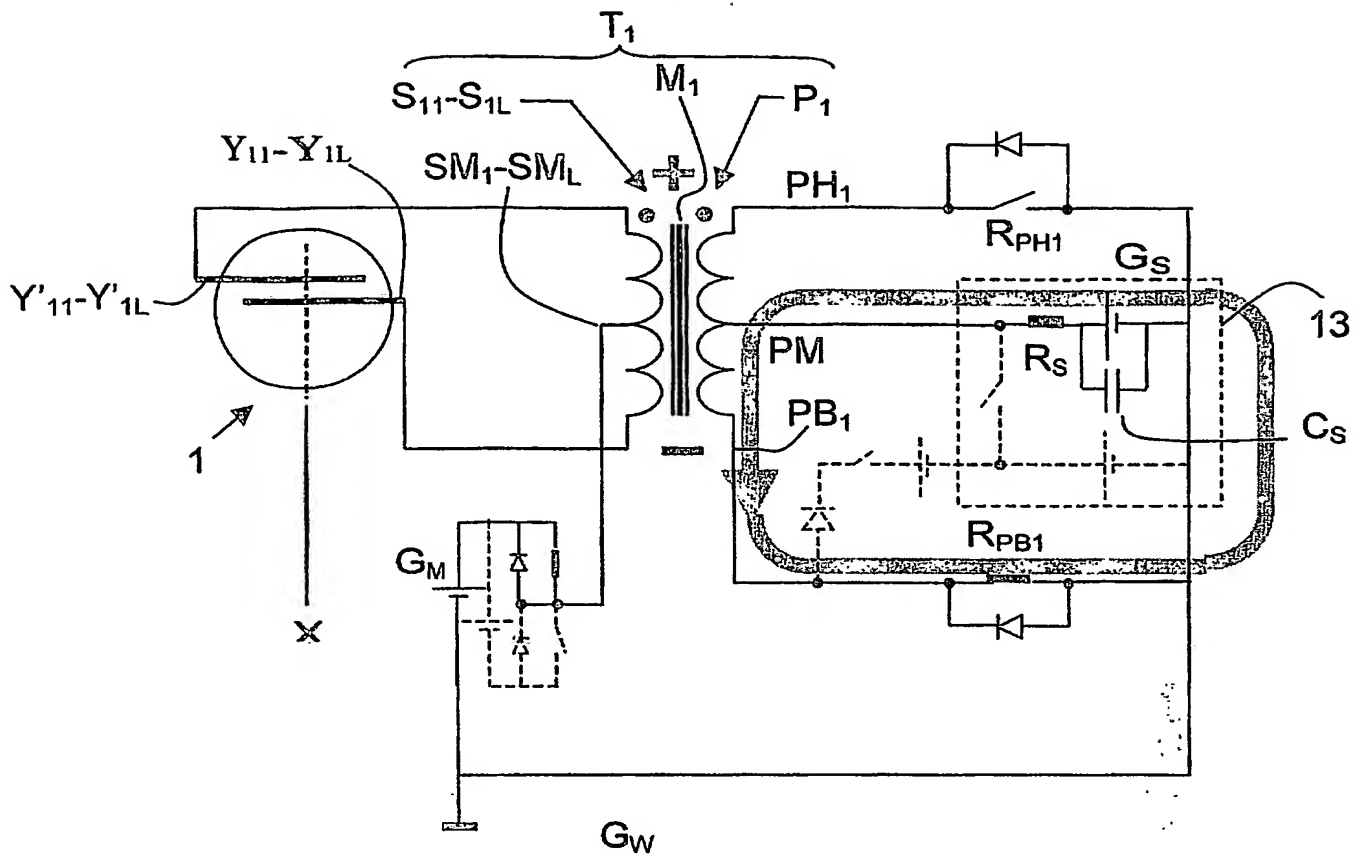 T₁
M₁
S₁₁-S₁L
P₁
Y₁₁-Y₁L
SM₁-SML
PH₁
RPH1
GS
Y'₁₁-Y'₁L
13
PM
RS
PB₁
CS
1
RPB1
GM
X
GW